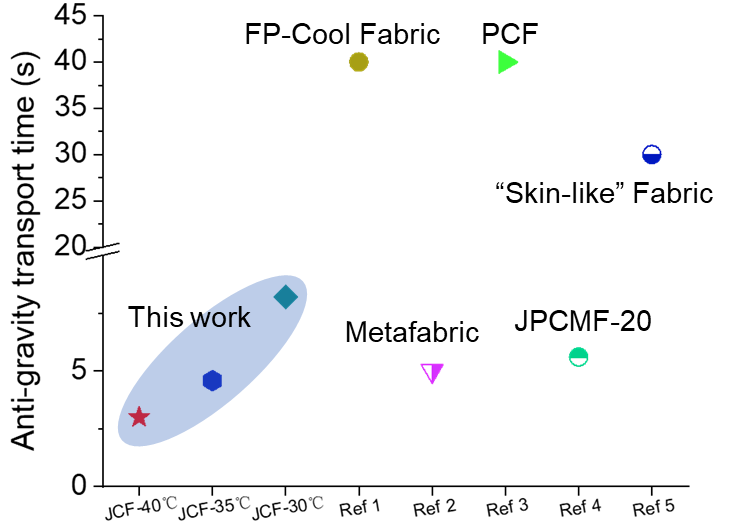 45
40
35
30
25
20
5
0
Anti-gravity transport time (s)
FP-Cool Fabric
PCF
“Skin-like” Fabric
This work
Metafabric
JPCMF-20
JCF-40℃
JCF-35℃
JCF-30℃
Ref 1
Ref 2
Ref 3
Ref 4
Ref 5